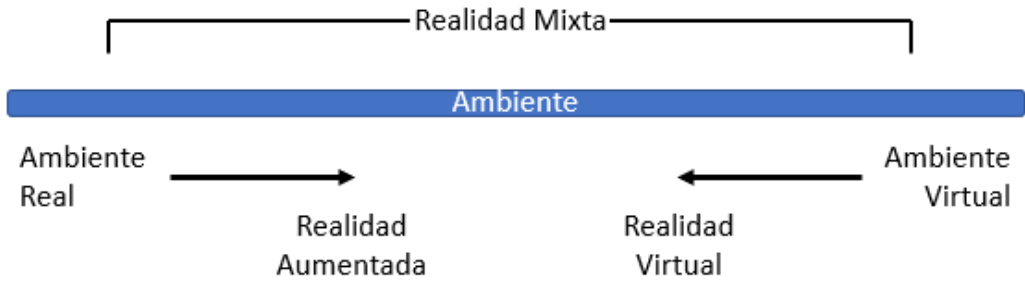 Realidad Mixta
Ambiente
Ambiente
Real
Ambiente
Virtual
Realidad
Aumentada
Realidad
Virtual